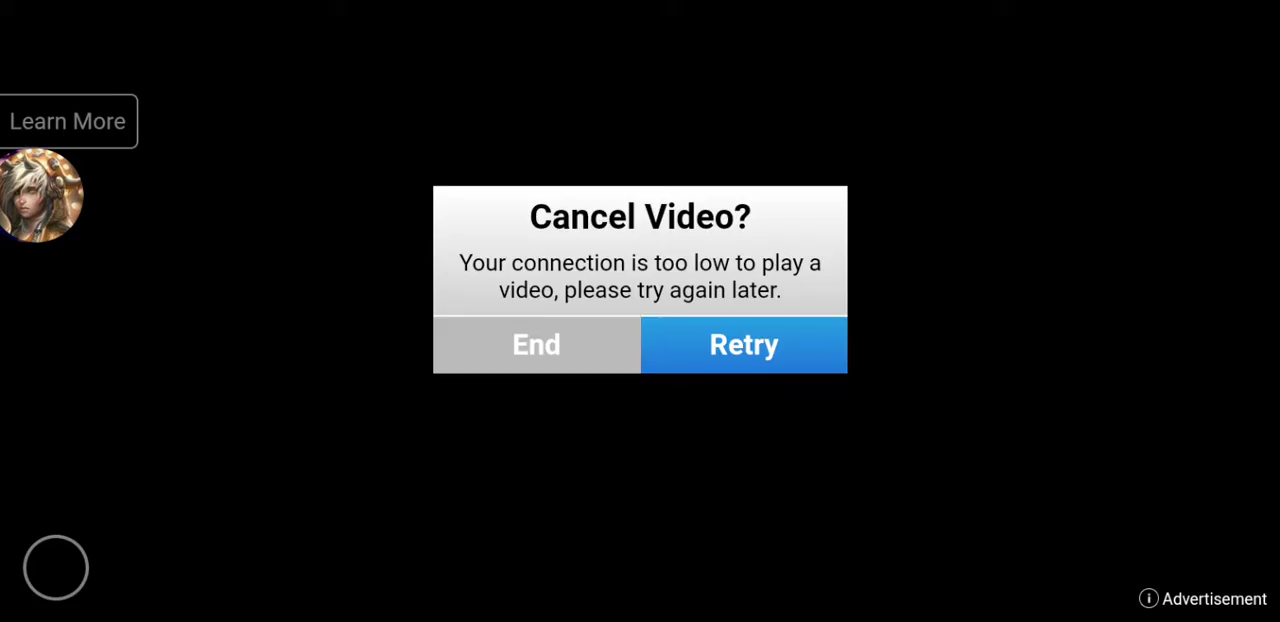 Learn More
Cancel Video?
Your connection is too low to play a
video, please try again later.
End
Retry
Advertisement